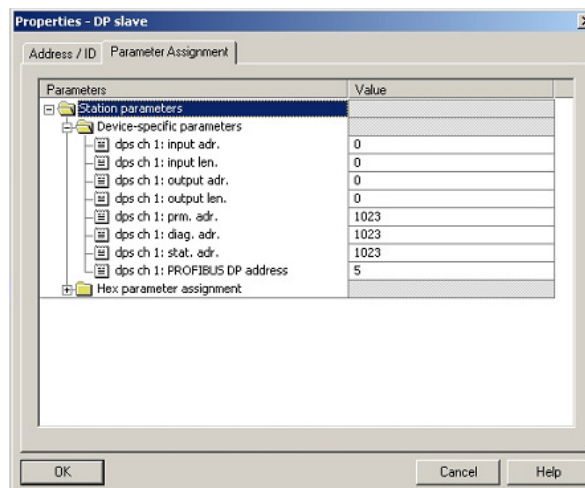 Properties - DP slave
Address / ID Parameter Assignment
Parameters Value
Station parameters
Device-specific parameters
dps ch 1: input adr. 0
dps ch 1: input len. 0
dps ch 1: output adr. 0
dps ch 1: output len. 0
dps ch 1: prm. adr. 1023
dps ch 1: diag. adr. 1023
dps ch 1: stat. adr. 1023
dps ch 1: PROFIBUS DP address 5
Hex parameter assignment
OK Cancel Help